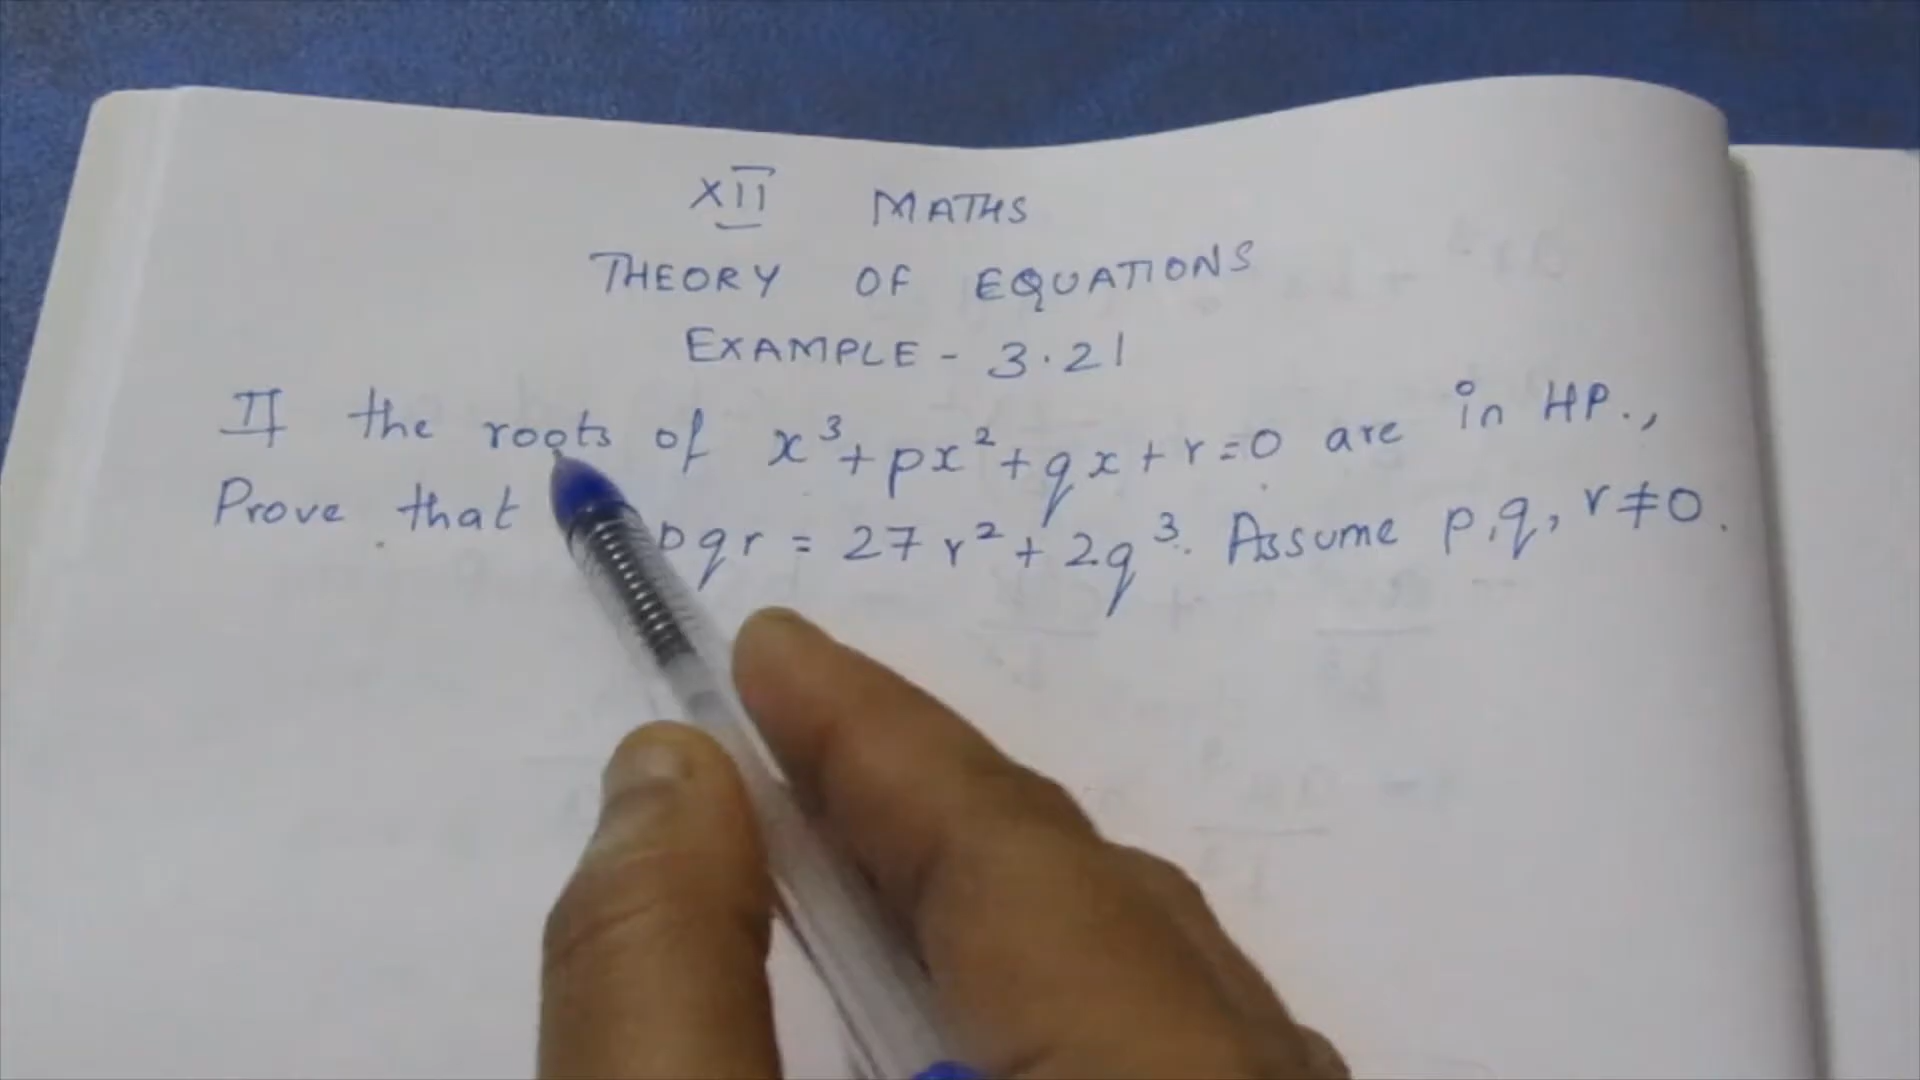 XII MATHS
THEORY OF EQUATIONS
EXAMPLE - 3.21
If the roots of x³+px²+qx+r=0 are in HP.,
Prove that pqr = 27r²+2q³. Assume p,q,r≠0.